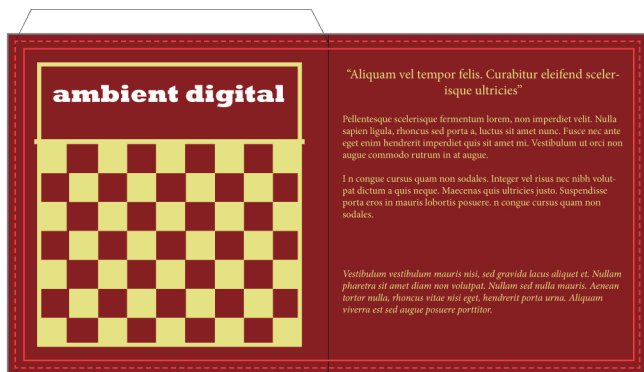 ambient digital
“Aliquam vel tempor felis. Curabitur eleifend sceler-
isque ultricies”
Pellentesque scelerisque fermentum lorem, non imperdiet velit. Nulla
sapien ligula, rhoncus sed porta a, luctus sit amet nunc. Fusce nec ante
eget enim hendrerit imperdiet quis sit amet mi. Vestibulum ut orci non
augue commodo rutrum in at augue.
I n congue cursus quam non sodales. Integer vel risus nec nibh volut-
pat dictum a quis neque. Maecenas quis ultricies justo. Suspendisse
porta eros in mauris lobortis posuere. n congue cursus quam non
sodales.
Vestibulum vestibulum mauris nisi, sed gravida lacus aliquet et. Nullam
pharetra sit amet diam non volutpat. Nullam sed nulla mauris. Aenean
tortor nulla, rhoncus vitae nisi eget, hendrerit porta urna. Aliquam
viverra est sed augue posuere porttitor.